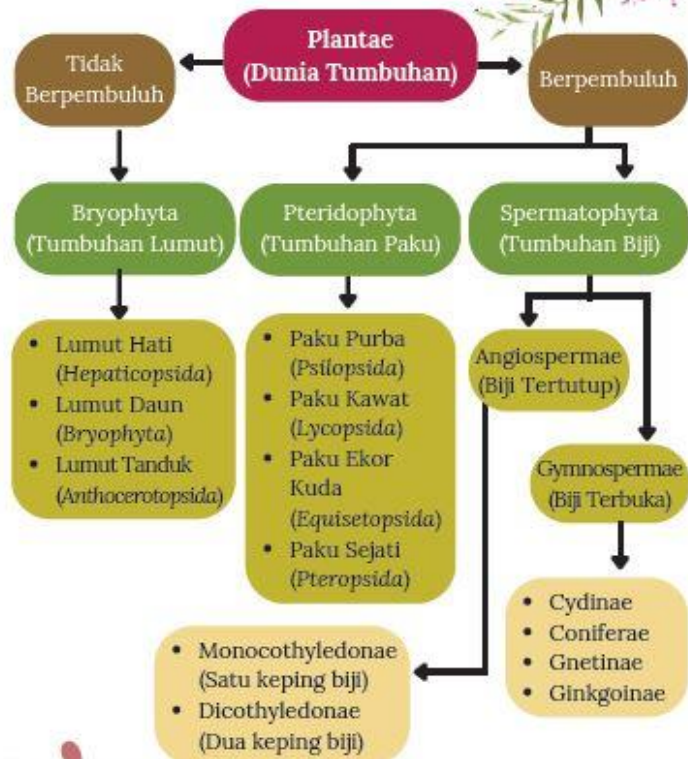 Plantae
(Dunia Tumbuhan)
Tidak
Berpembuluh
Berpembuluh
Bryophyta
(Tumbuhan Lumut)
Pteridophyta
(Tumbuhan Paku)
Spermatophyta
(Tumbuhan Biji)
• Lumut Hati
(Hepaticopsida)
• Lumut Daun
(Bryophyta)
• Lumut Tanduk
(Anthocerotopsida)
• Paku Purba
(Psilopsida)
• Paku Kawat
(Lycopsida)
• Paku Ekor
Kuda
(Equisetopsida)
• Paku Sejati
(Pteropsida)
Angiospermae
(Biji Tertutup)
Gymnospermae
(Biji Terbuka)
• Monocothyledonae
(Satu keping biji)
• Dicothyledonae
(Dua keping biji)
• Cydinae
• Coniferae
• Gnetinae
• Ginkgoinae